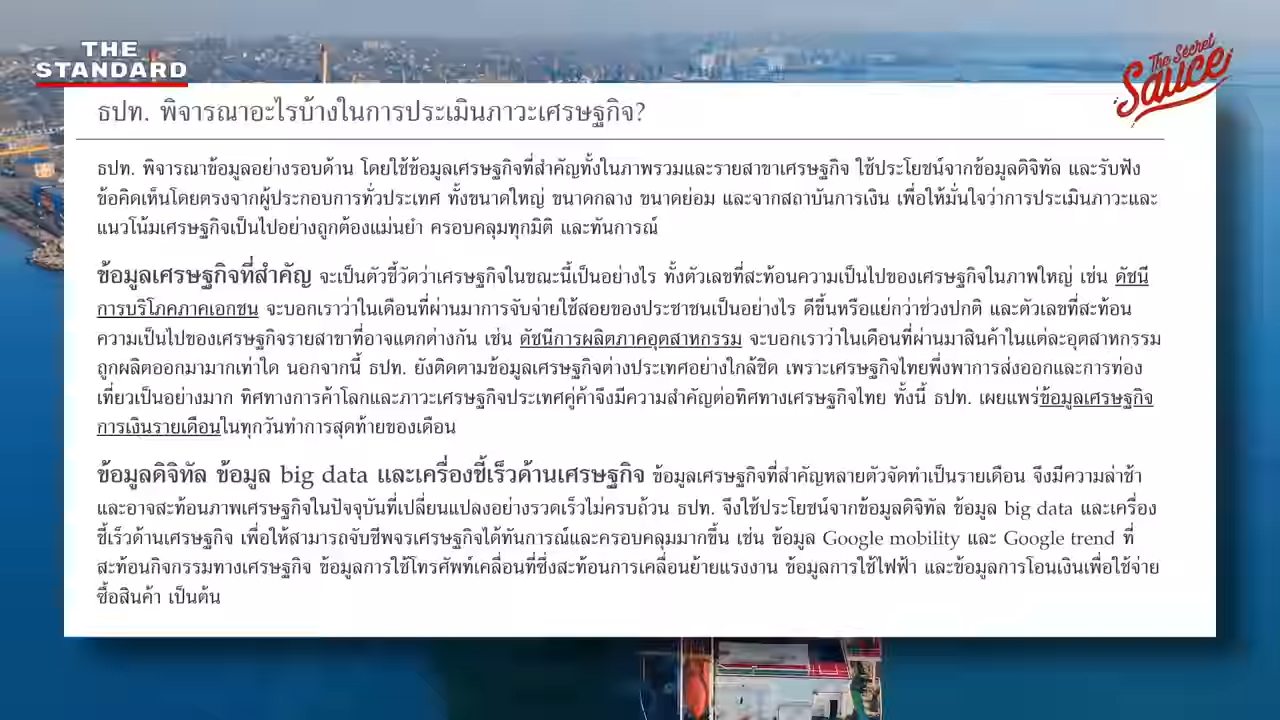 THE
STANDARD
The Secret
Sauce
ธปท. พิจารณาอะไรบ้างในการประเมินภาวะเศรษฐกิจ?
ธปท. พิจารณาข้อมูลอย่างรอบด้าน โดยใช้ข้อมูลเศรษฐกิจที่สำคัญทั้งในภาพรวมและรายสาขาเศรษฐกิจ ใช้ประโยชน์จากข้อมูลดิจิทัล และรับฟัง
ข้อคิดเห็นโดยตรงจากผู้ประกอบการทั่วประเทศ ทั้งขนาดใหญ่ ขนาดกลาง ขนาดย่อม และจากสถาบันการเงิน เพื่อให้มั่นใจว่าการประเมินภาวะและ
แนวโน้มเศรษฐกิจเป็นไปอย่างถูกต้องแม่นยำ ครอบคลุมทุกมิติ และทันการณ์
ข้อมูลเศรษฐกิจที่สำคัญ จะเป็นตัวชี้วัดว่าเศรษฐกิจในขณะนี้เป็นอย่างไร ทั้งตัวเลขที่สะท้อนความเป็นไปของเศรษฐกิจในภาพใหญ่ เช่น ดัชนี
การบริโภคภาคเอกชน จะบอกเราว่าในเดือนที่ผ่านมาการจับจ่ายใช้สอยของประชาชนเป็นอย่างไร ดีขึ้นหรือแย่กว่าช่วงปกติ และตัวเลขที่สะท้อน
ความเป็นไปของเศรษฐกิจรายสาขาที่อาจแตกต่างกัน เช่น ดัชนีการผลิตภาคอุตสาหกรรม จะบอกเราว่าในเดือนที่ผ่านมาสินค้าในแต่ละอุตสาหกรรม
ถูกผลิตออกมามากเท่าใด นอกจากนี้ ธปท. ยังติดตามข้อมูลเศรษฐกิจต่างประเทศอย่างใกล้ชิด เพราะเศรษฐกิจไทยพึ่งพาการส่งออกและการท่อง
เที่ยวเป็นอย่างมาก ทิศทางการค้าโลกและภาวะเศรษฐกิจประเทศคู่ค้าจึงมีความสำคัญต่อทิศทางเศรษฐกิจไทย ทั้งนี้ ธปท. เผยแพร่ข้อมูลเศรษฐกิจ
การเงินรายเดือนในทุกวันทำการสุดท้ายของเดือน
ข้อมูลดิจิทัล ข้อมูล big data และเครื่องชี้เร็วด้านเศรษฐกิจ ข้อมูลเศรษฐกิจที่สำคัญหลายตัวจัดทำเป็นรายเดือน จึงมีความล่าช้า
และอาจสะท้อนภาพเศรษฐกิจในปัจจุบันที่เปลี่ยนแปลงอย่างรวดเร็วไม่ครบถ้วน ธปท. จึงใช้ประโยชน์จากข้อมูลดิจิทัล ข้อมูล big data และเครื่อง
ชี้เร็วด้านเศรษฐกิจ เพื่อให้สามารถจับชีพจรเศรษฐกิจได้ทันการณ์และครอบคลุมมากขึ้น เช่น ข้อมูล Google mobility และ Google trend ที่
สะท้อนกิจกรรมทางเศรษฐกิจ ข้อมูลการใช้โทรศัพท์เคลื่อนที่ซึ่งสะท้อนการเคลื่อนย้ายแรงงาน ข้อมูลการใช้ไฟฟ้า และข้อมูลการโอนเงินเพื่อใช้จ่าย
ซื้อสินค้า เป็นต้น